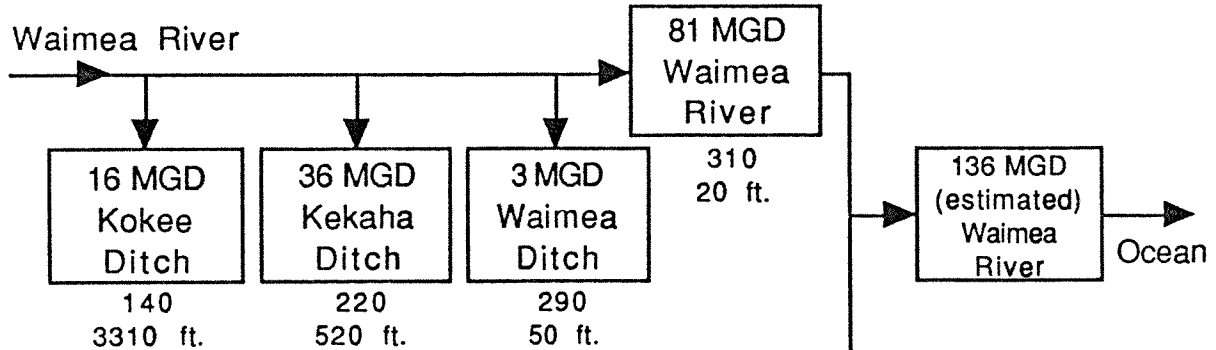 Waimea River
81 MGD
Waimea
River
310
20 ft.
16 MGD
Kokee
Ditch
140
3310 ft.
36 MGD
Kekaha
Ditch
220
520 ft.
3 MGD
Waimea
Ditch
290
50 ft.
136 MGD
(estimated)
Waimea
River
Ocean